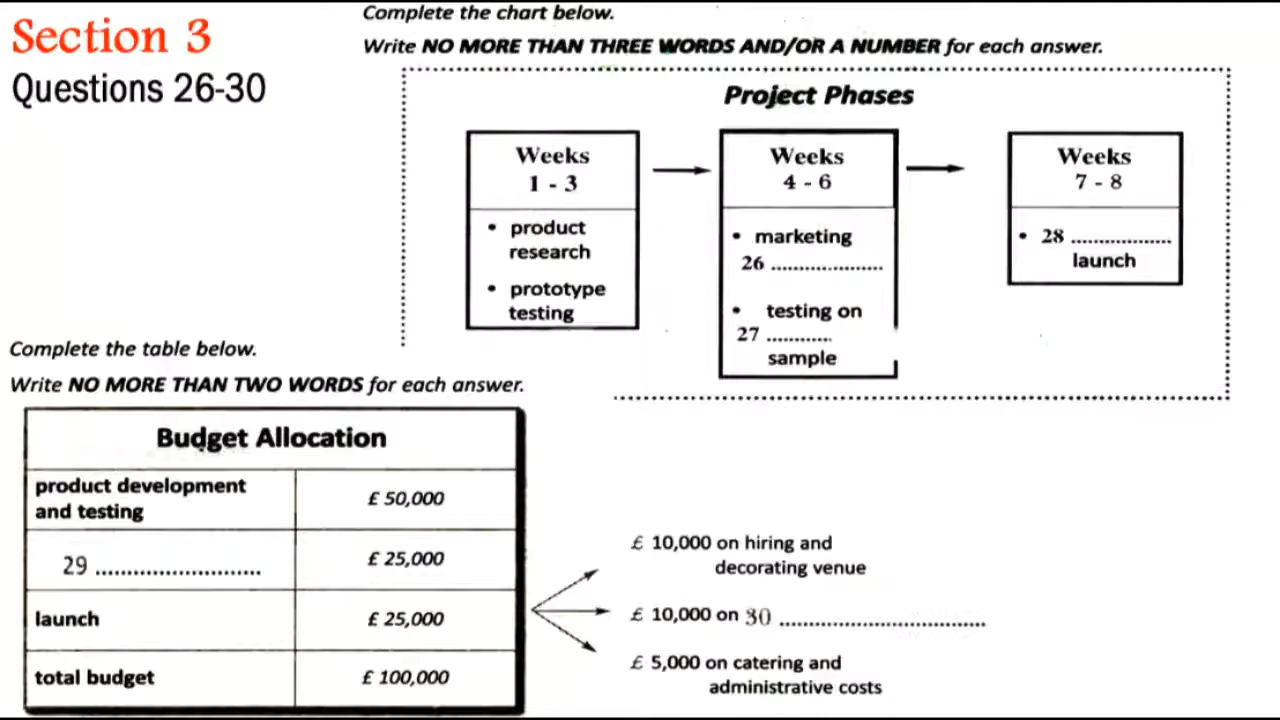 Section 3
Questions 26-30
Complete the chart below.
Write NO MORE THAN THREE WORDS AND/OR A NUMBER for each answer.
Project Phases
Weeks
1 - 3
• product
research
• prototype
testing
Weeks
4 - 6
• marketing
26 ......................
• testing on
27 ............
sample
Weeks
7 - 8
• 28 ...................
launch
Complete the table below.
Write NO MORE THAN TWO WORDS for each answer.
Budget Allocation
product development
and testing
£ 50,000
29 ..........................
£ 25,000
launch
£ 25,000
total budget
£ 100,000
£ 10,000 on hiring and
decorating venue
£ 10,000 on 30 ..................................
£ 5,000 on catering and
administrative costs